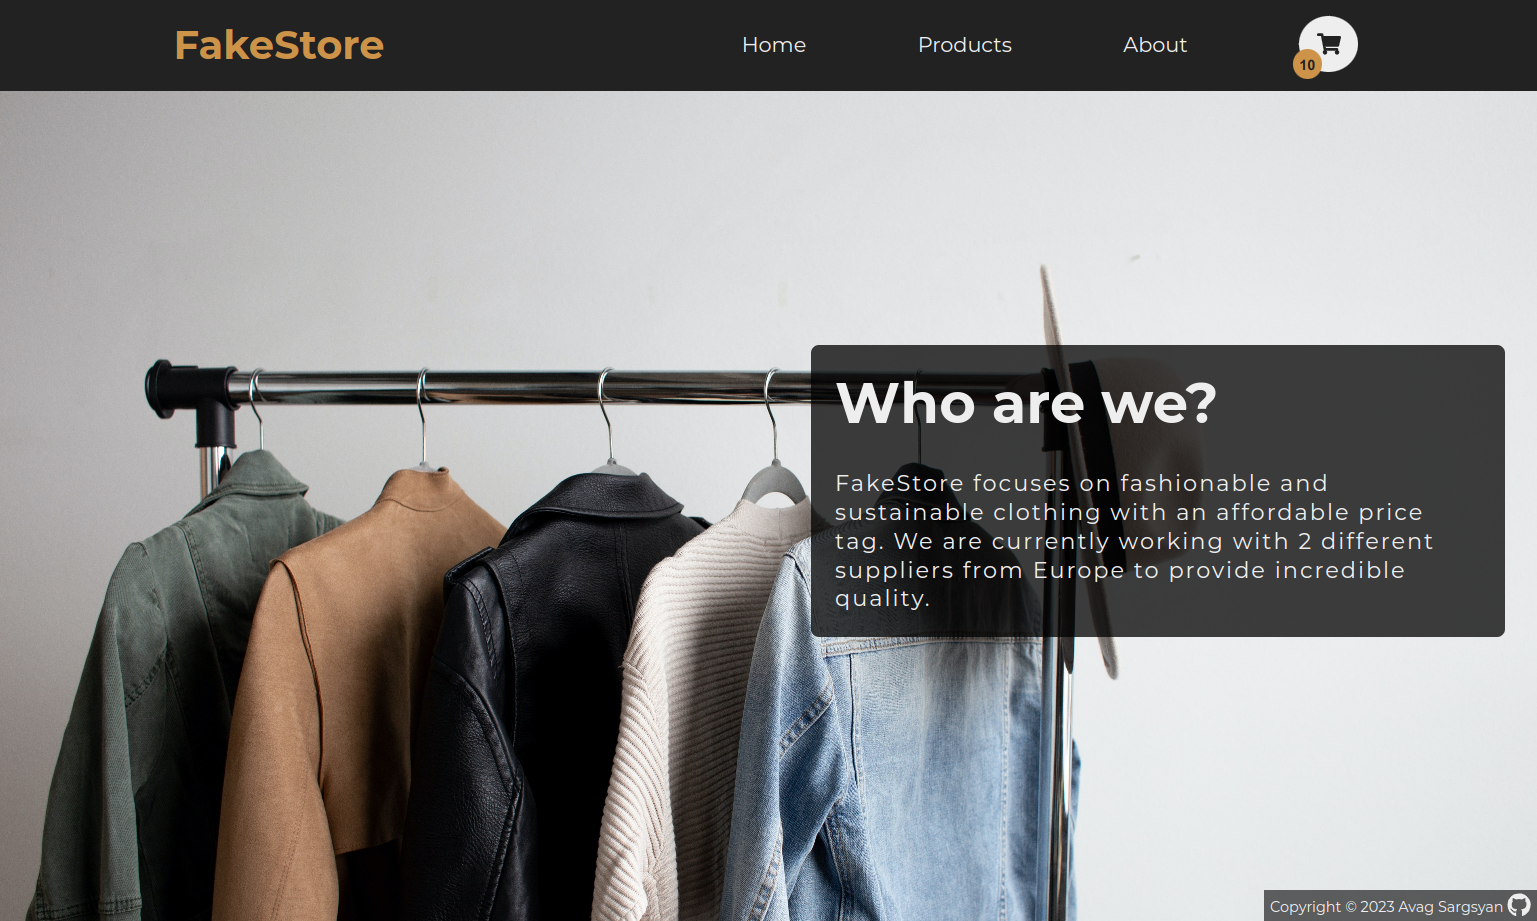 FakeStore
Home
Products
About
10
Who are we?
FakeStore focuses on fashionable and
sustainable clothing with an affordable price
tag. We are currently working with 2 different
suppliers from Europe to provide incredible
quality.
Copyright © 2023 Avag Sargsyan